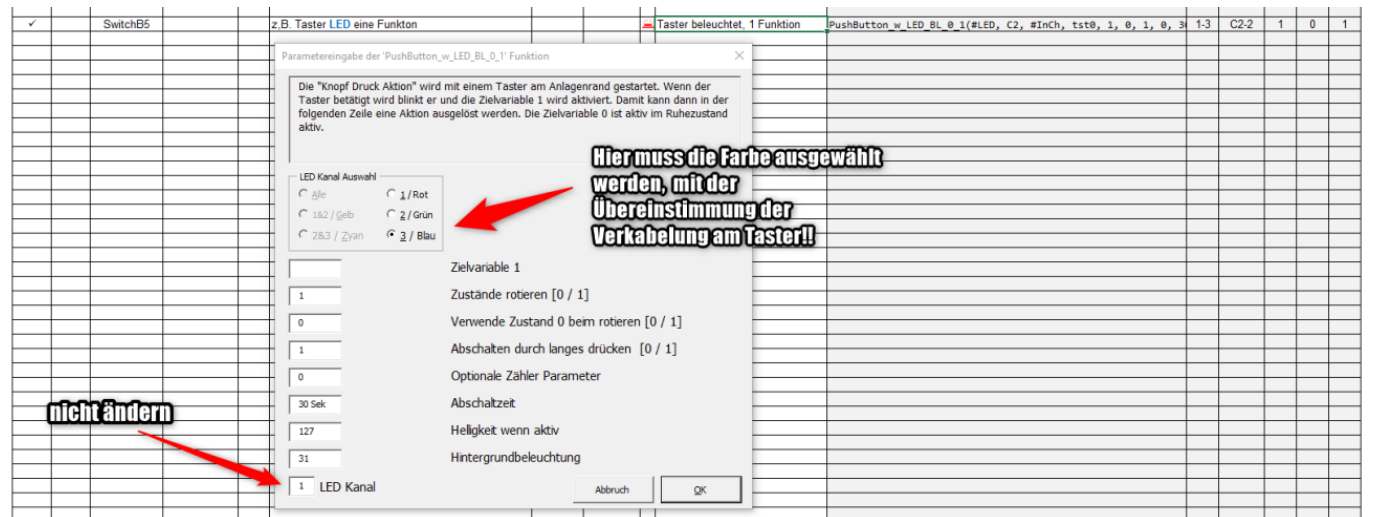 ✓ SwitchB5 z,B. Taster LED eine Funkton Taster beleuchtet, 1 Funktion PushButton_w_LED_BL_0_1(#LED, C2, #InCh, tst0, 1, 0, 1, 0, 30 1-3 C2-2 1 0 1
Parametereingabe der 'PushButton_w_LED_BL_0_1' Funktion
Die "Knopf Druck Aktion" wird mit einem Taster am Anlagenrand gestartet. Wenn der
Taster betätigt wird blinkt er und die Zielvariable 1 wird aktiviert. Damit kann dann in der
folgenden Zeile eine Aktion ausgelöst werden. Die Zielvariable 0 ist aktiv im Ruhezustand
aktiv.
Hier muss die Farbe ausgewählt
werden, mit der
Übereinstimmung der
Verkabelung am Taster!!
LED Kanal Auswahl
Alle 1 / Rot
1&2 / Gelb 2 / Grün
2&3 / Zyan 3 / Blau
Zielvariable 1
1 Zustände rotieren [0 / 1]
0 Verwende Zustand 0 beim rotieren [0 / 1]
1 Abschalten durch langes drücken [0 / 1]
0 Optionale Zähler Parameter
30 Sek Abschaltzeit
nicht ändern
127 Helligkeit wenn aktiv
31 Hintergrundbeleuchtung
1 LED Kanal
Abbruch OK